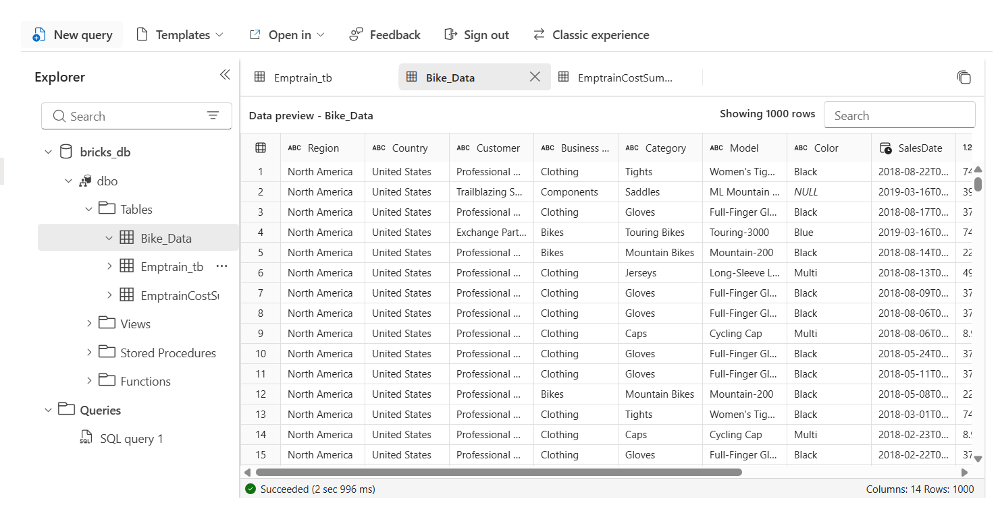 New query Templates Open in Feedback Sign out Classic experience
Explorer
Search
bricks_db
dbo
Tables
Bike_Data
Emptrain_tb ...
EmptrainCostSu
Views
Stored Procedures
Functions
Queries
SQL query 1
Emptrain_tb Bike_Data EmptrainCostSum...
Data preview - Bike_Data Showing 1000 rows Search
ABC Region ABC Country ABC Customer ABC Business ... ABC Category ABC Model ABC Color SalesDate 1.2
1 North America United States Professional ... Clothing Tights Women's Tig... Black 2018-08-22T0... 74
2 North America United States Trailblazing S... Components Saddles ML Mountain ... NULL 2019-03-16T0... 39
3 North America United States Professional ... Clothing Gloves Full-Finger Gl... Black 2018-08-17T0... 37
4 North America United States Exchange Part... Bikes Touring Bikes Touring-3000 Blue 2019-03-16T0... 74
5 North America United States Professional ... Bikes Mountain Bikes Mountain-200 Black 2018-08-14T0... 22
6 North America United States Professional ... Clothing Jerseys Long-Sleeve L... Multi 2018-08-13T0... 49
7 North America United States Professional ... Clothing Gloves Full-Finger Gl... Black 2018-08-09T0... 37
8 North America United States Professional ... Clothing Gloves Full-Finger Gl... Black 2018-08-06T0... 37
9 North America United States Professional ... Clothing Caps Cycling Cap Multi 2018-08-06T0... 8.9
10 North America United States Professional ... Clothing Gloves Full-Finger Gl... Black 2018-05-24T0... 37
11 North America United States Professional ... Clothing Gloves Full-Finger Gl... Black 2018-05-11T0... 37
12 North America United States Professional ... Bikes Mountain Bikes Mountain-200 Black 2018-05-08T0... 22
13 North America United States Professional ... Clothing Tights Women's Tig... Black 2018-03-01T0... 74
14 North America United States Professional ... Clothing Caps Cycling Cap Multi 2018-02-23T0... 8.9
15 North America United States Professional ... Clothing Gloves Full-Finger Gl... Black 2018-02-22T0... 37
Succeeded (2 sec 996 ms) Columns: 14 Rows: 1000